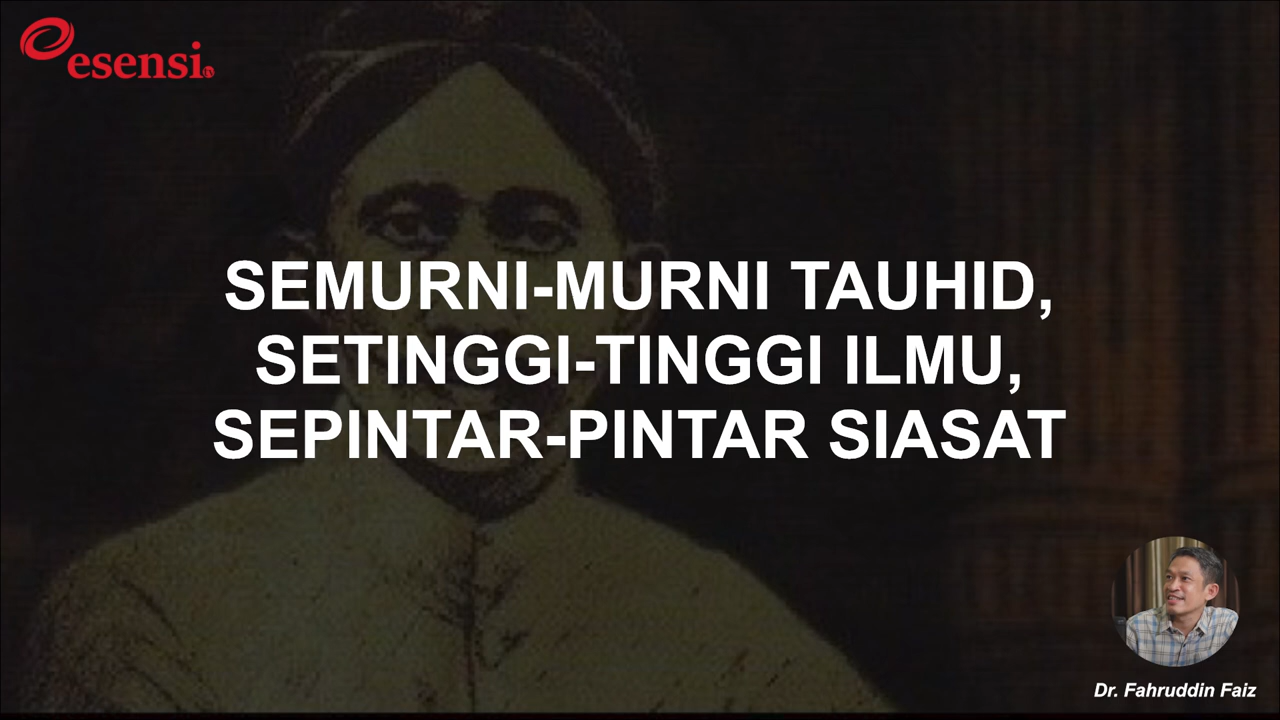 esensi
SEMURNI-MURNI TAUHID,
SETINGGI-TINGGI ILMU,
SEPINTAR-PINTAR SIASAT
Dr. Fahruddin Faiz